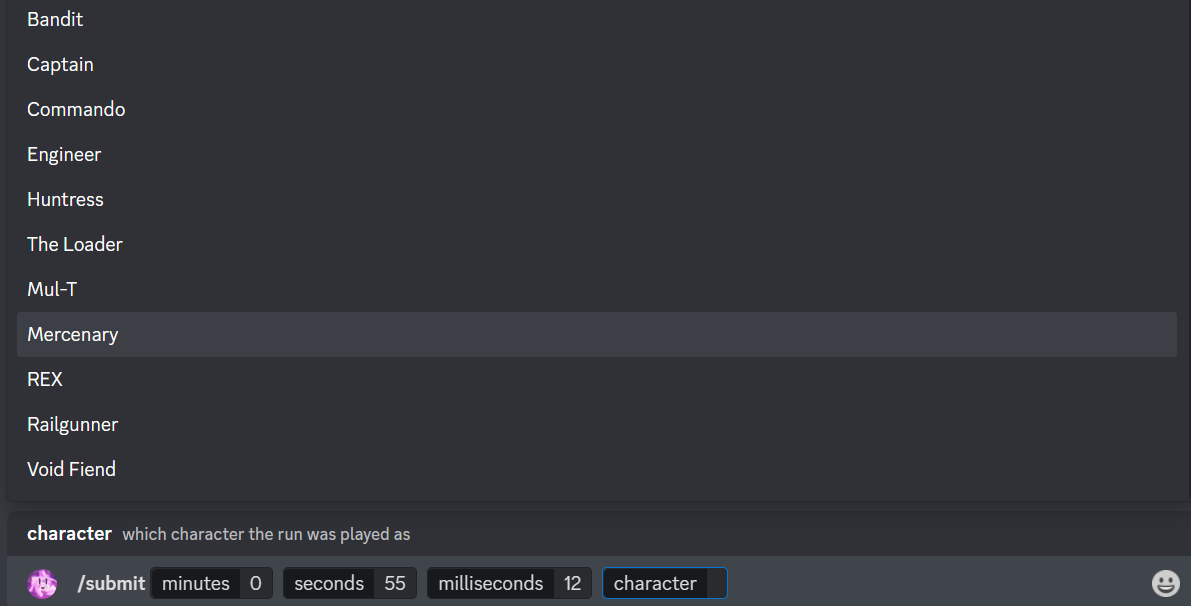 Bandit
Captain
Commando
Engineer
Huntress
The Loader
Mul-T
Mercenary
REX
Railgunner
Void Fiend
character which character the run was played as
/submit minutes 0 seconds 55 milliseconds 12 character